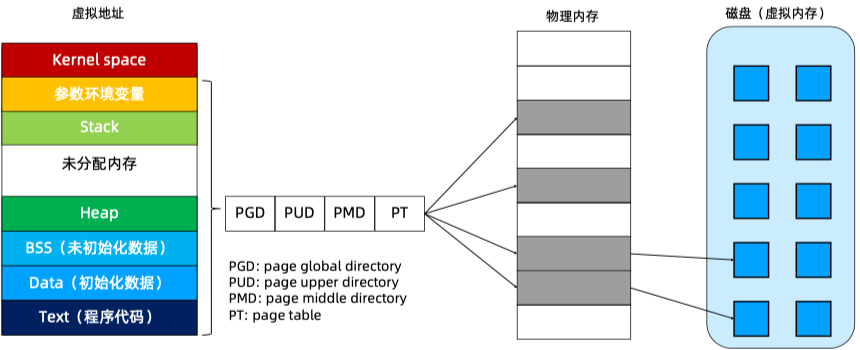 虚拟地址
物理内存
磁盘（虚拟内存）
Kernel space
参数环境变量
Stack
未分配内存
Heap
BSS（未初始化数据）
Data（初始化数据）
Text（程序代码）
PGD
PUD
PMD
PT
PGD: page global directory
PUD: page upper directory
PMD: page middle directory
PT: page table